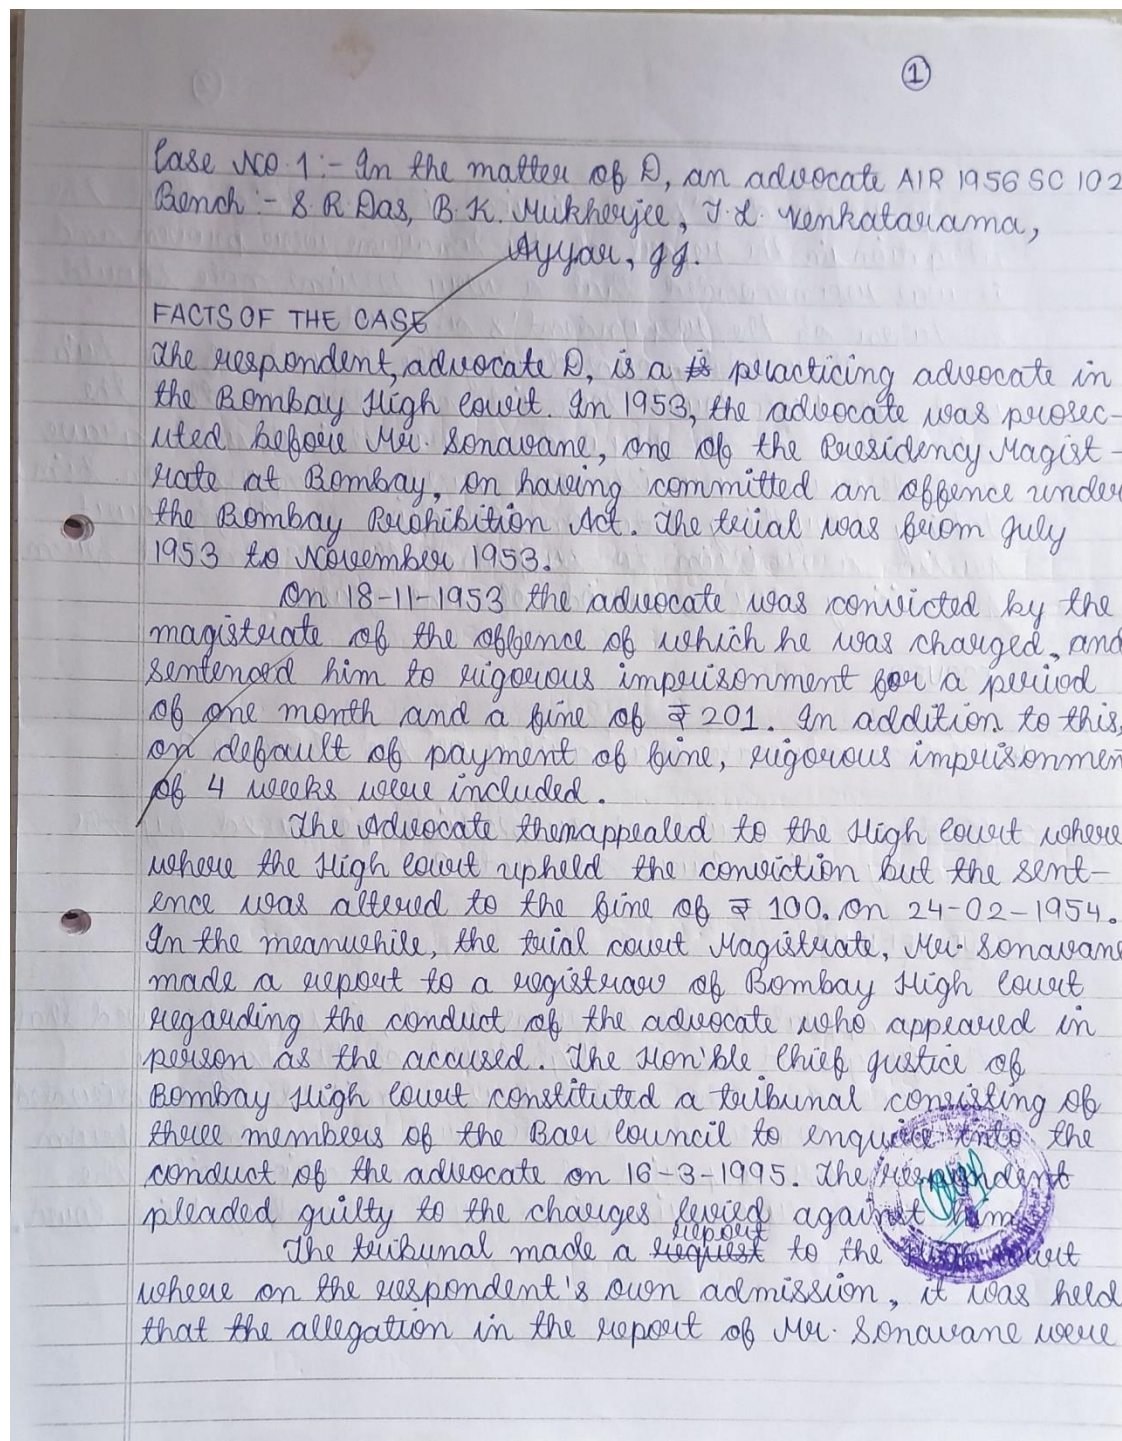 1
Case No. 1:- In the matter of D, an advocate AIR 1956 SC 102
Bench :- S. R Das, B. K. Mukherjee, T. L. Venkatarama,
Ayyar, JJ.
FACTS OF THE CASE
The respondent, advocate D, is a is practicing advocate in
the Bombay High Court. In 1953, the advocate was prosec-
uted before Mr. Sonavane, one of the Presidency Magist-
rate at Bombay, on having committed an offence under
the Bombay Prohibition Act. The trial was from July
1953 to November 1953.
On 18-11-1953 the advocate was convicted by the
magistrate of the offence of which he was charged, and
sentenced him to rigorous imprisonment for a period
of one month and a fine of ₹ 201. In addition to this,
on default of payment of fine, rigorous imprisonmen
of 4 weeks were included.
The Advocate then appealed to the High Court where
where the High Court upheld the conviction but the sent-
ence was altered to the fine of ₹ 100. on 24-02-1954.
In the meanwhile, the trial court Magistrate, Mr. Sonavane
made a report to a registrar of Bombay High Court
regarding the conduct of the advocate who appeared in
person as the accused. The Hon'ble Chief Justice of
Bombay High Court constituted a tribunal consisting of
three members of the Bar Council to enquire into the
conduct of the advocate on 16-3-1995. The respondent
pleaded guilty to the charges levied against him
report
The tribunal made a request to the High Court
where on the respondent's own admission, it was held
that the allegation in the report of Mr. Sonavane were